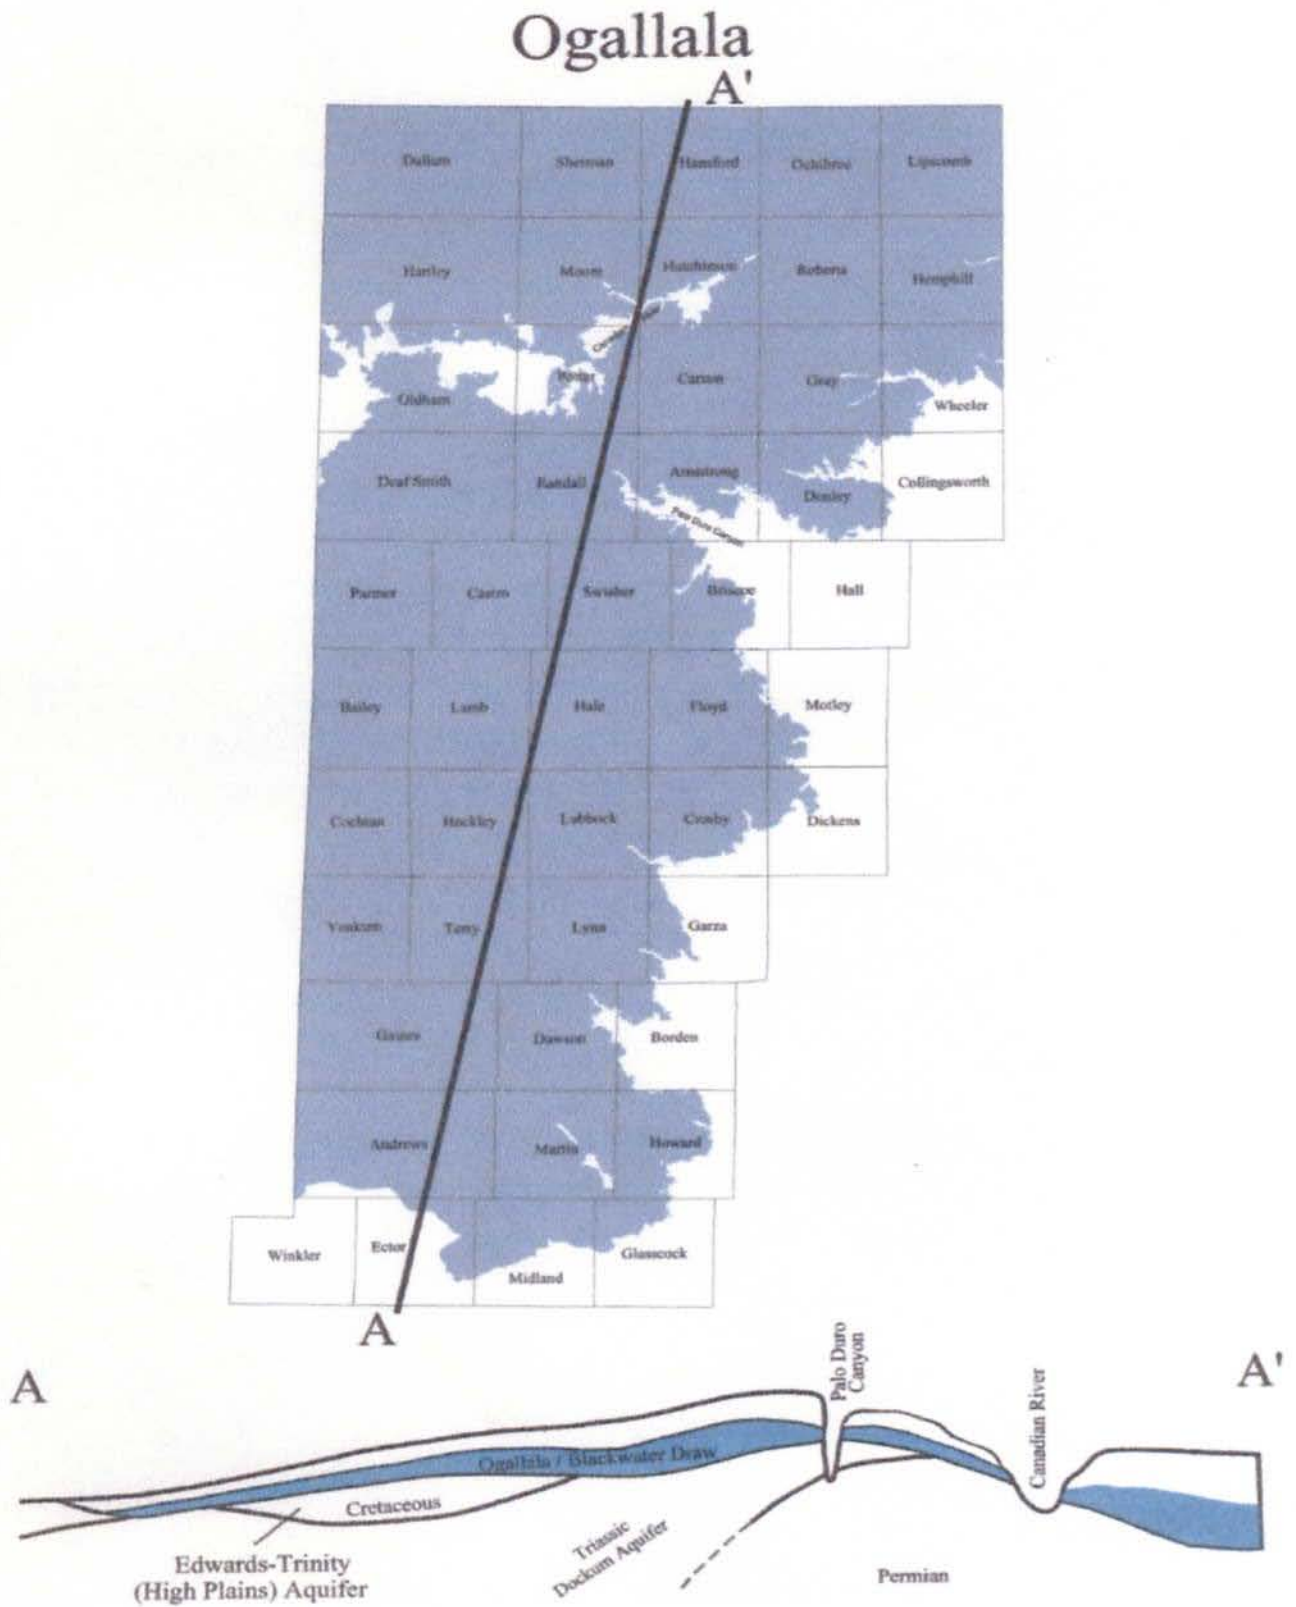 Ogallala
A'
Dallam
Sherman
Hansford
Ochiltree
Lipscomb
Hartley
Moore
Hutchinson
Roberts
Hemphill
Potter
Oldham
Carson
Gray
Wheeler
Deaf Smith
Randall
Armstrong
Donley
Collingsworth
Palo Duro Canyon
Parmer
Castro
Swisher
Briscoe
Hall
Bailey
Lamb
Hale
Floyd
Motley
Cochran
Hockley
Lubbock
Crosby
Dickens
Yoakum
Terry
Lynn
Garza
Gaines
Dawson
Borden
Andrews
Martin
Howard
Winkler
Ector
Midland
Glasscock
A
A
A'
Palo Duro
Canyon
Canadian River
Ogallala / Blackwater Draw
Cretaceous
Edwards-Trinity
(High Plains) Aquifer
Triassic
Dockum Aquifer
Permian